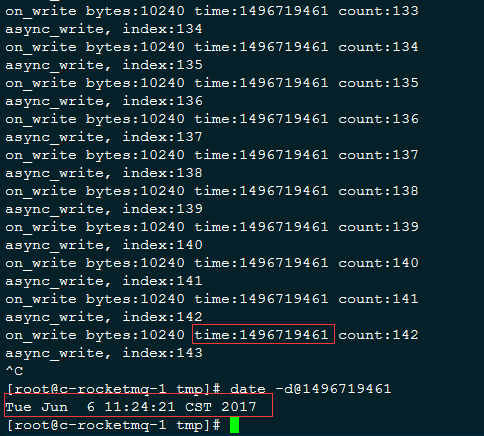 on_write bytes:10240 time:1496719461 count:133
async_write, index:134
on_write bytes:10240 time:1496719461 count:134
async_write, index:135
on_write bytes:10240 time:1496719461 count:135
async_write, index:136
on_write bytes:10240 time:1496719461 count:136
async_write, index:137
on_write bytes:10240 time:1496719461 count:137
async_write, index:138
on_write bytes:10240 time:1496719461 count:138
async_write, index:139
on_write bytes:10240 time:1496719461 count:139
async_write, index:140
on_write bytes:10240 time:1496719461 count:140
async_write, index:141
on_write bytes:10240 time:1496719461 count:141
async_write, index:142
on_write bytes:10240 time:1496719461 count:142
async_write, index:143
^C
[root@c-rocketmq-1 tmp]# date -d@1496719461
Tue Jun  6 11:24:21 CST 2017
[root@c-rocketmq-1 tmp]#